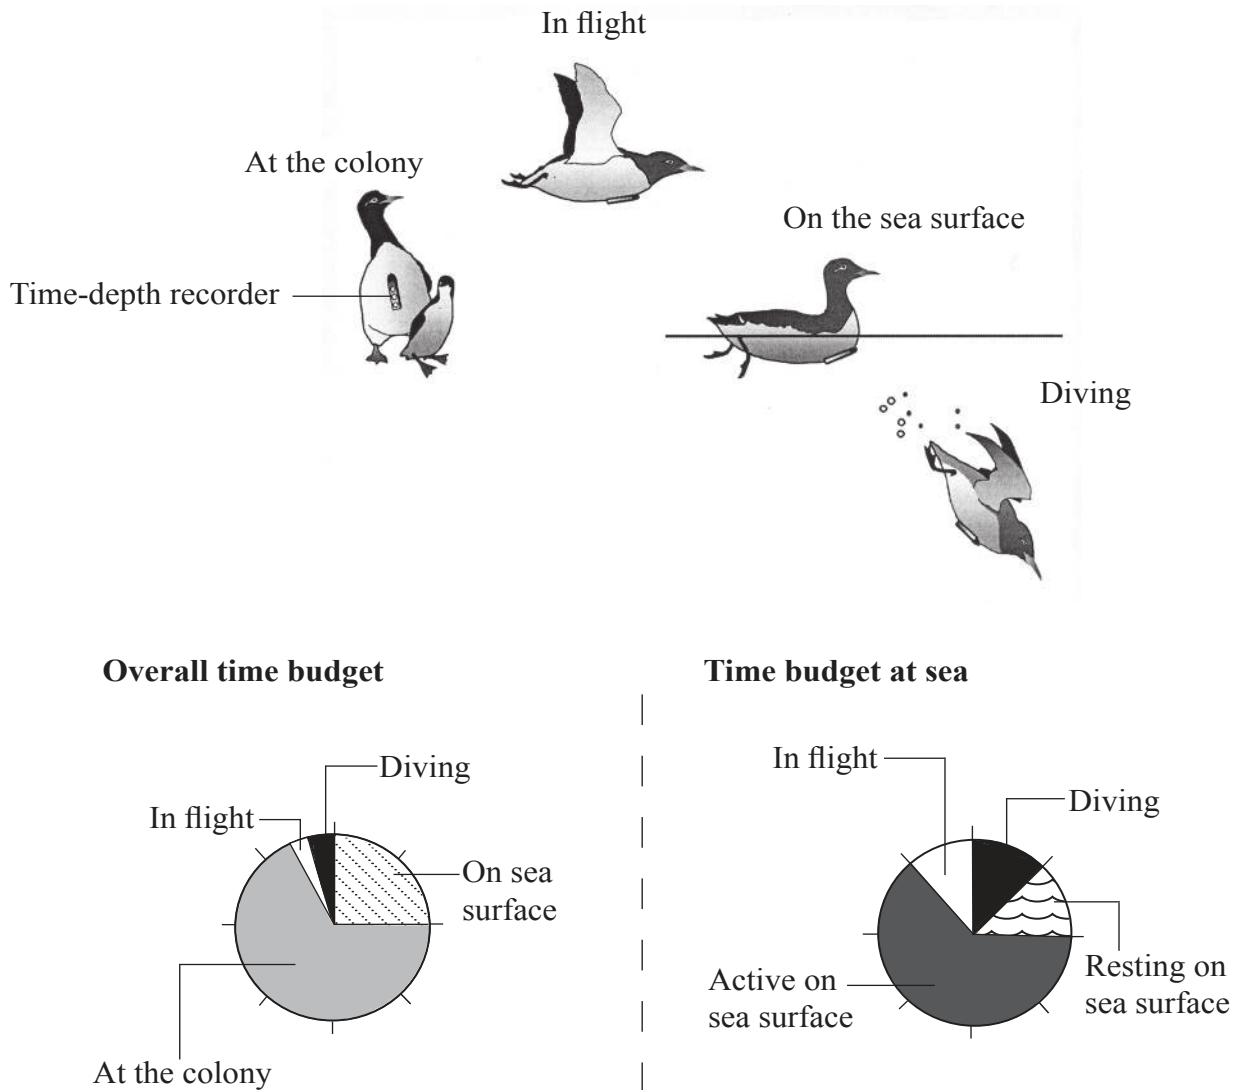 In flight
At the colony
On the sea surface
Time-depth recorder
Diving
Overall time budget
Time budget at sea
Diving
In flight
On sea
surface
At the colony
In flight
Diving
Active on
sea surface
Resting on
sea surface